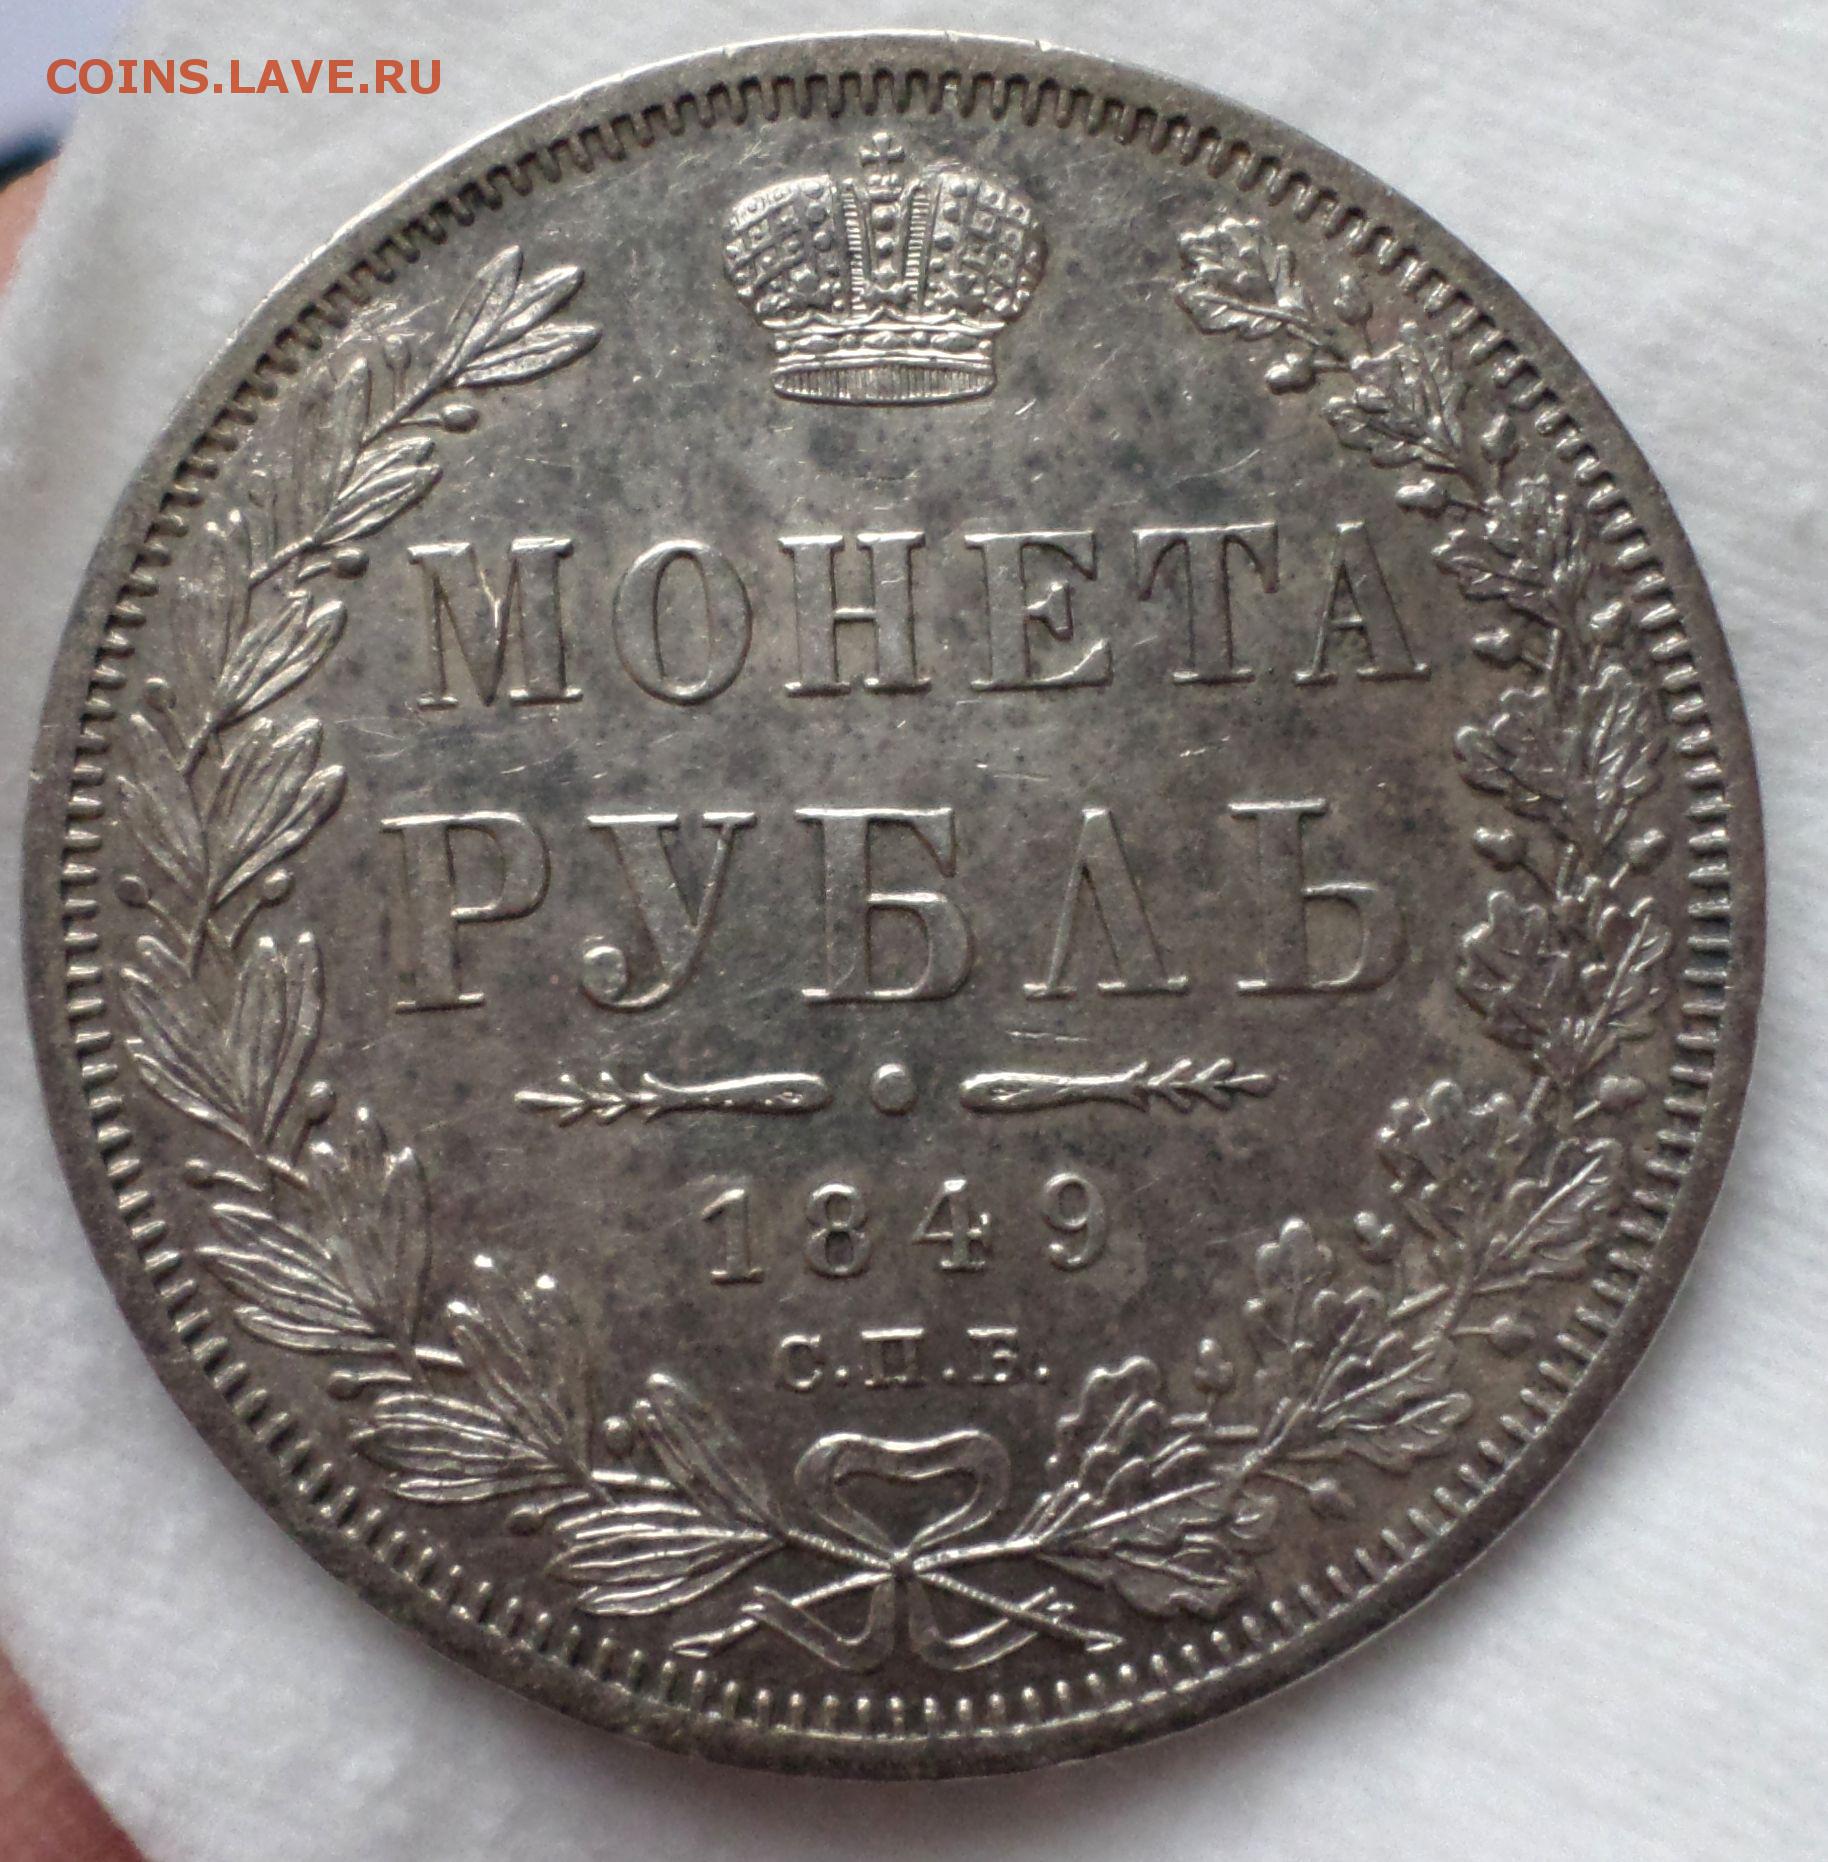 COINS.LAVE.RU
МОНЕТА
РУБЛЬ
1849
С.П.Б.